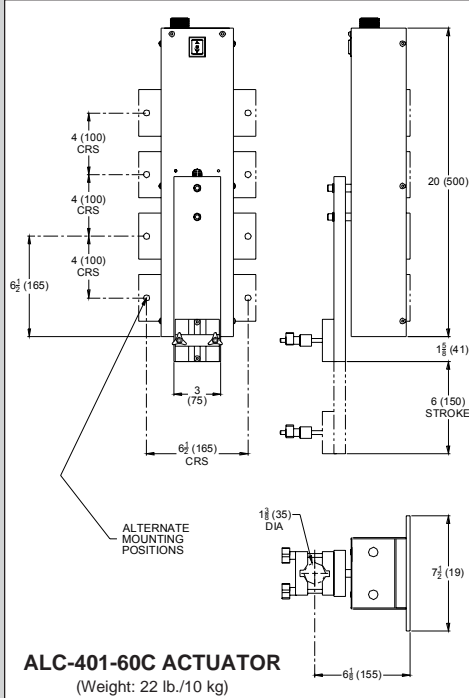 4 (100)
CRS
4 (100)
CRS
4 (100)
CRS
6½ (165)
3
(75)
6½ (165)
CRS
ALTERNATE
MOUNTING
POSITIONS
20 (500)
1⅝ (41)
6 (150)
STROKE
1⅜ (35)
DIA
7½ (19)
6⅛ (155)
ALC-401-60C ACTUATOR
(Weight: 22 lb./10 kg)